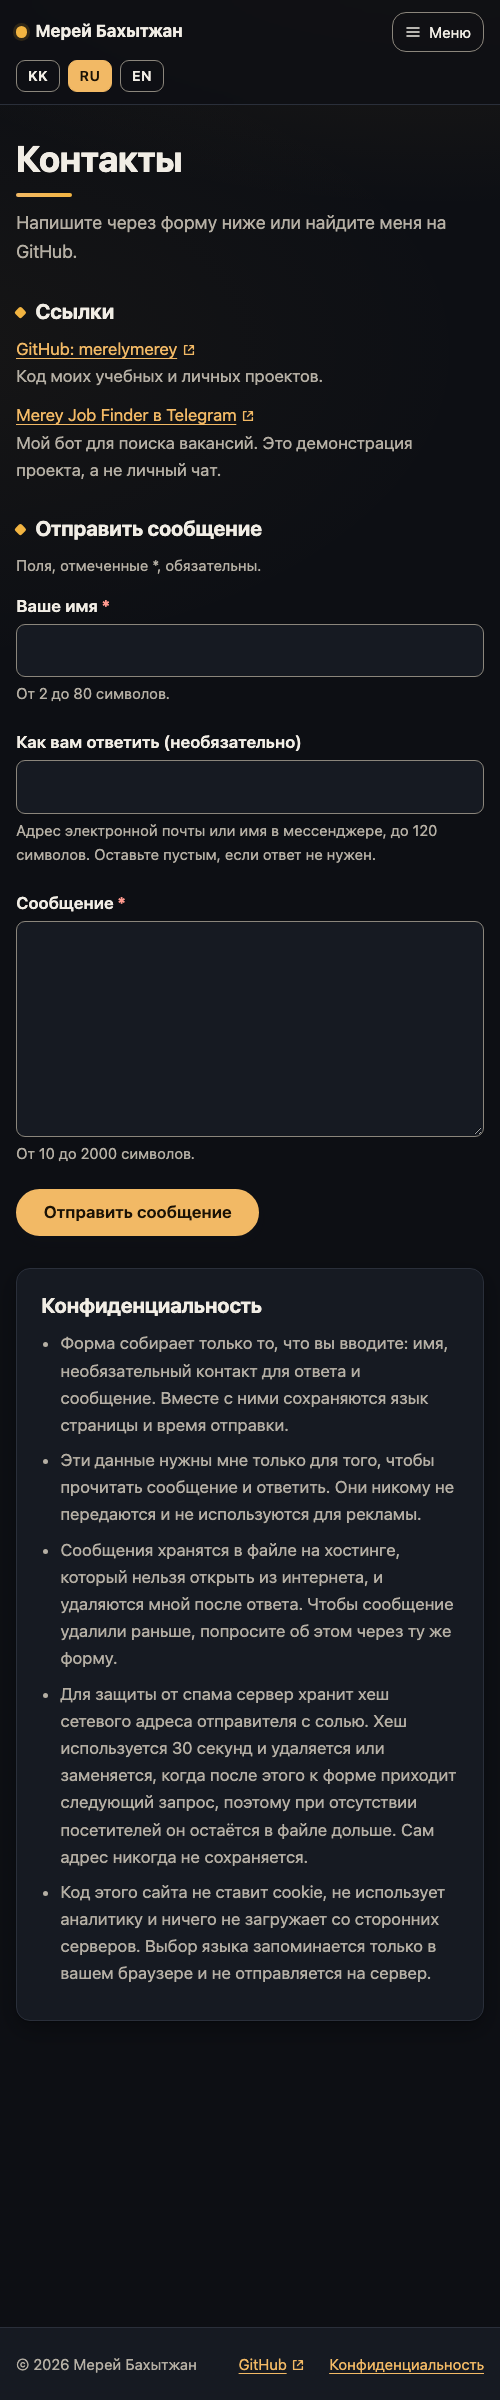 Мерей Бахытжан
Меню
KK
RU
EN
Контакты
Напишите через форму ниже или найдите меня на
GitHub.
Ссылки
GitHub: merelymerey
Код моих учебных и личных проектов.
Merey Job Finder в Telegram
Мой бот для поиска вакансий. Это демонстрация
проекта, а не личный чат.
Отправить сообщение
Поля, отмеченные *, обязательны.
Ваше имя *
От 2 до 80 символов.
Как вам ответить (необязательно)
Адрес электронной почты или имя в мессенджере, до 120
символов. Оставьте пустым, если ответ не нужен.
Сообщение *
От 10 до 2000 символов.
Отправить сообщение
Конфиденциальность
• Форма собирает только то, что вы вводите: имя,
необязательный контакт для ответа и
сообщение. Вместе с ними сохраняются язык
страницы и время отправки.
• Эти данные нужны мне только для того, чтобы
прочитать сообщение и ответить. Они никому не
передаются и не используются для рекламы.
• Сообщения хранятся в файле на хостинге,
который нельзя открыть из интернета, и
удаляются мной после ответа. Чтобы сообщение
удалили раньше, попросите об этом через ту же
форму.
• Для защиты от спама сервер хранит хеш
сетевого адреса отправителя с солью. Хеш
используется 30 секунд и удаляется или
заменяется, когда после этого к форме приходит
следующий запрос, поэтому при отсутствии
посетителей он остаётся в файле дольше. Сам
адрес никогда не сохраняется.
• Код этого сайта не ставит cookie, не использует
аналитику и ничего не загружает со сторонних
серверов. Выбор языка запоминается только в
вашем браузере и не отправляется на сервер.
© 2026 Мерей Бахытжан
GitHub
Конфиденциальность